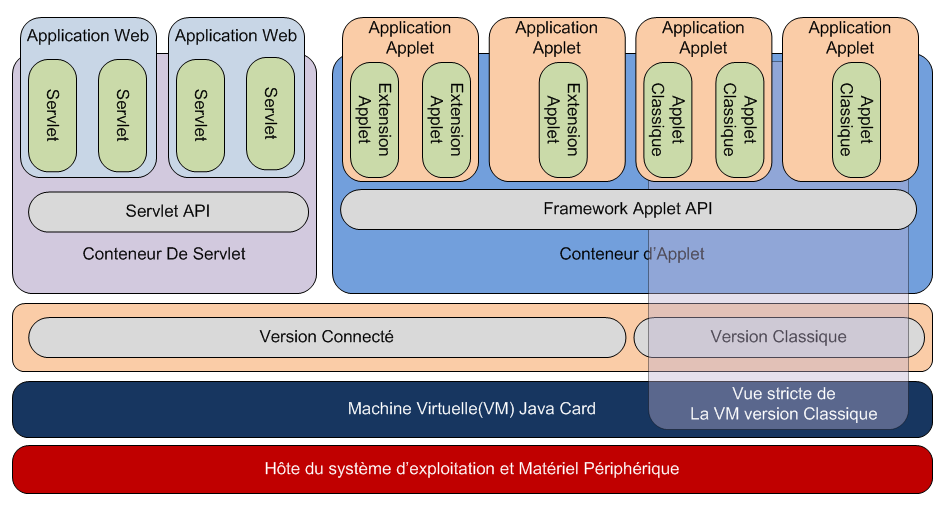 Application Web
Application Web
Application
Applet
Application
Applet
Application
Applet
Application
Applet
Servlet
Servlet
Servlet
Servlet
Extension
Applet
Extension
Applet
Extension
Applet
Applet
Classique
Applet
Classique
Applet
Classique
Servlet API
Framework Applet API
Conteneur De Servlet
Conteneur d’Applet
Version Connecté
Version Classique
Machine Virtuelle(VM) Java Card
Vue stricte de
La VM version Classique
Hôte du système d’exploitation et Matériel Périphérique